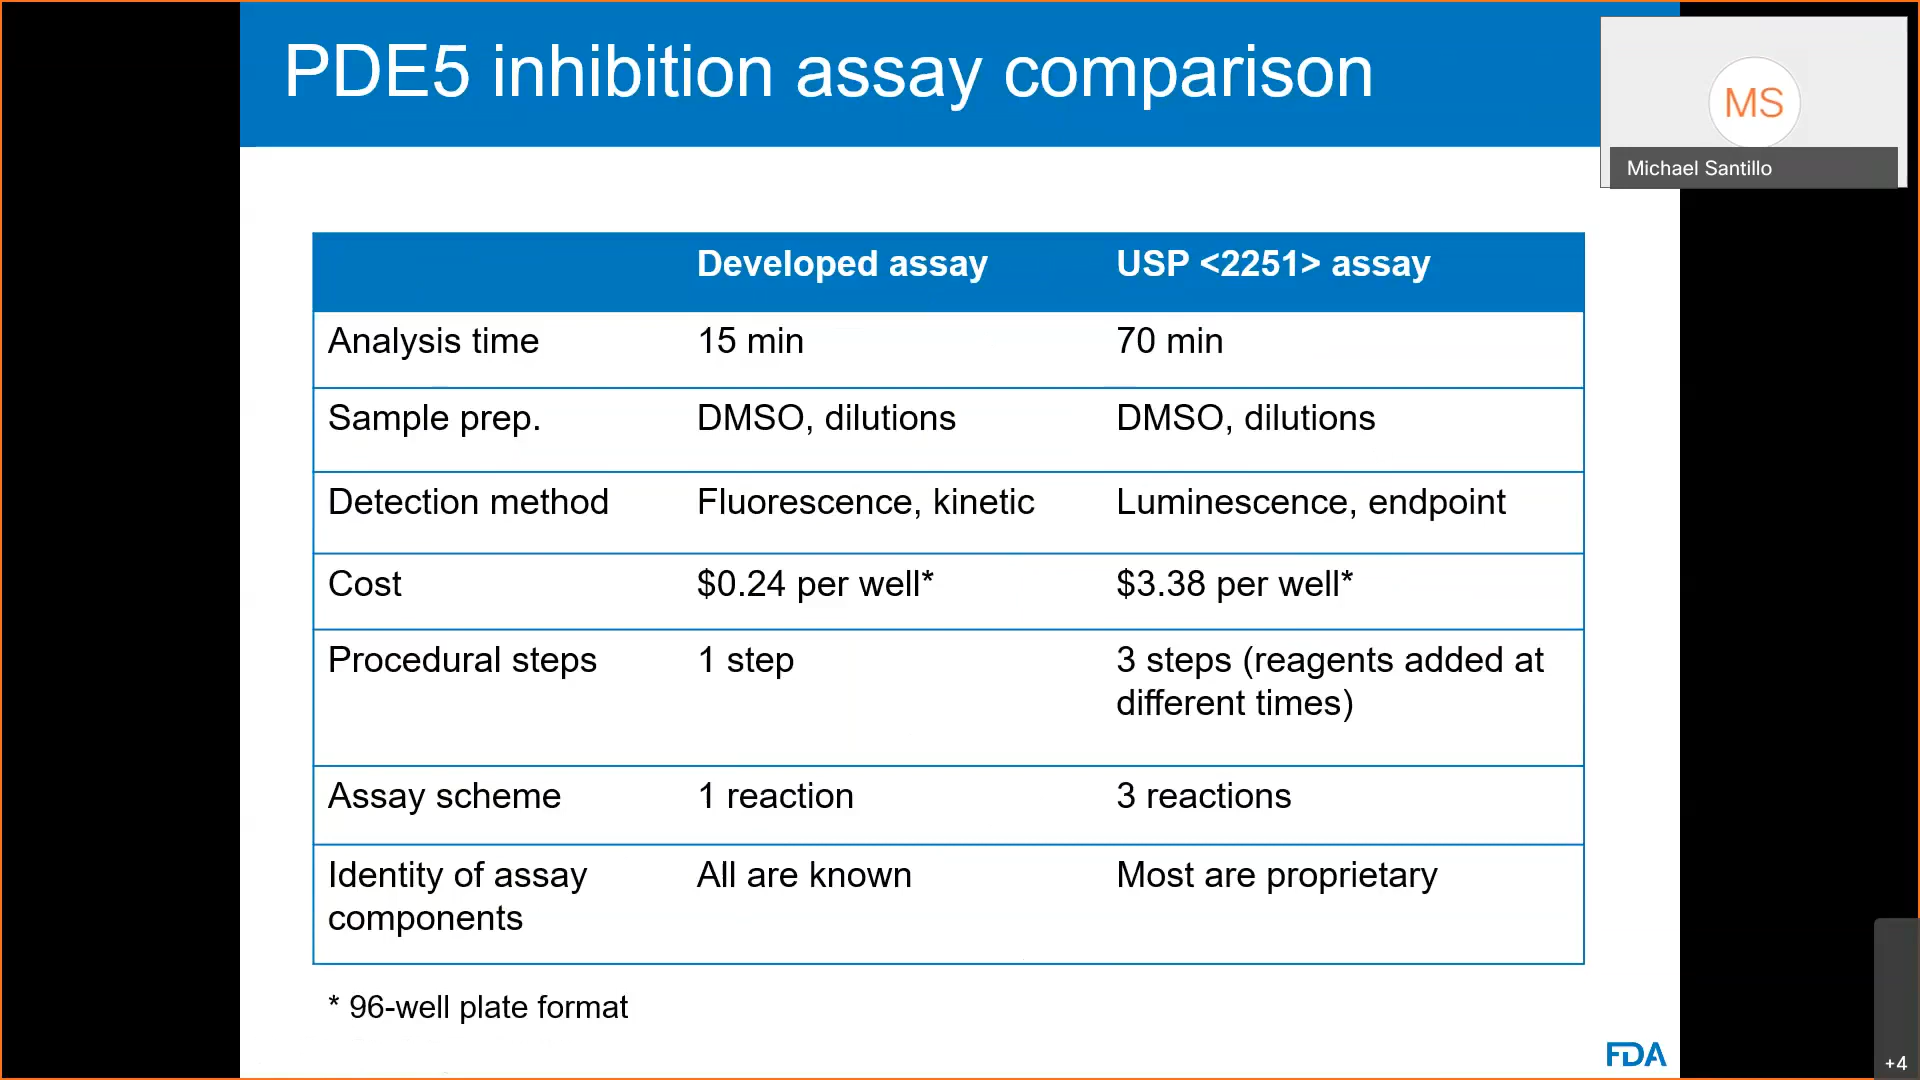 PDE5 inhibition assay comparison
MS
Michael Santillo
Developed assay USP <2251> assay
Analysis time 15 min 70 min
Sample prep. DMSO, dilutions DMSO, dilutions
Detection method Fluorescence, kinetic Luminescence, endpoint
Cost $0.24 per well* $3.38 per well*
Procedural steps 1 step 3 steps (reagents added at
different times)
Assay scheme 1 reaction 3 reactions
Identity of assay All are known Most are proprietary
components
* 96-well plate format
FDA
+4